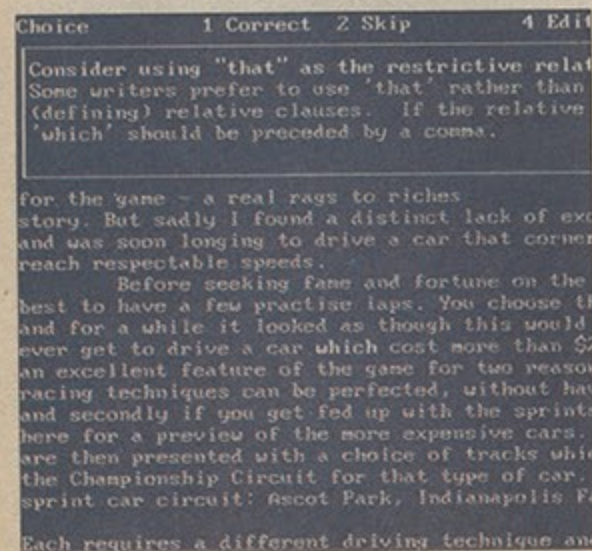 Choice 1 Correct 2 Skip 4 Edit
Consider using "that" as the restrictive relat
Some writers prefer to use 'that' rather than
(defining) relative clauses. If the relative
'which' should be preceded by a comma.
for the game - a real rags to riches
story. But sadly I found a distinct lack of exc
and was soon longing to drive a car that corner
reach respectable speeds.
Before seeking fame and fortune on the
best to have a few practise laps. You choose th
and for a while it looked as though this would
ever get to drive a car which cost more than $2
an excellent feature of the game for two reason
racing techniques can be perfected, without hav
and secondly if you get fed up with the sprints
here for a preview of the more expensive cars.
are then presented with a choice of tracks whic
the Championship Circuit for that type of car.
sprint car circuit: Ascot Park, Indianapolis Fa
Each requires a different driving technique and